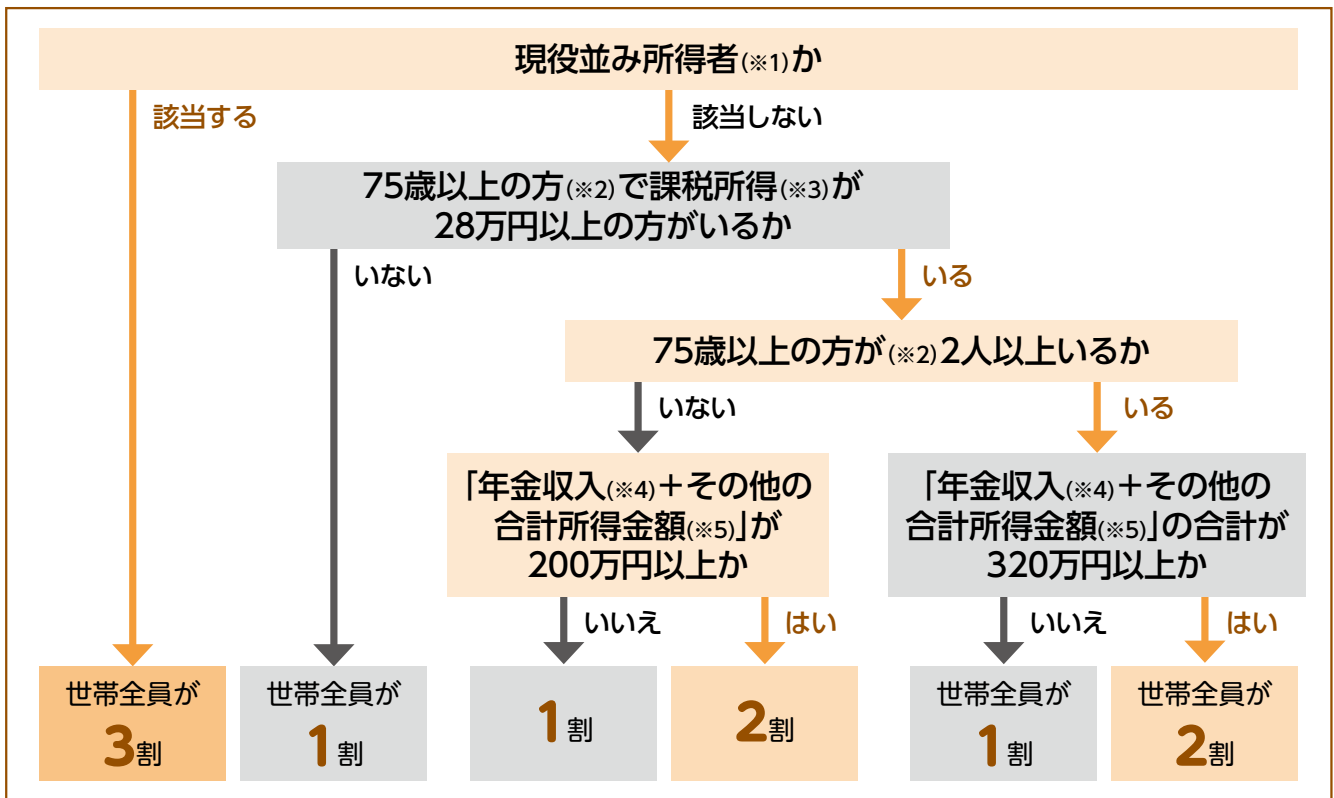 現役並み所得者(※1)か
該当する
該当しない
75歳以上の方(※2)で課税所得(※3)が
28万円以上の方がいるか
いない
いる
75歳以上の方が(※2)2人以上いるか
いない
いる
「年金収入(※4)+その他の
合計所得金額(※5)」が
200万円以上か
「年金収入(※4)+その他の
合計所得金額(※5)」の合計が
320万円以上か
いいえ
はい
いいえ
はい
世帯全員が
3割
世帯全員が
1割
1割
2割
世帯全員が
1割
世帯全員が
2割